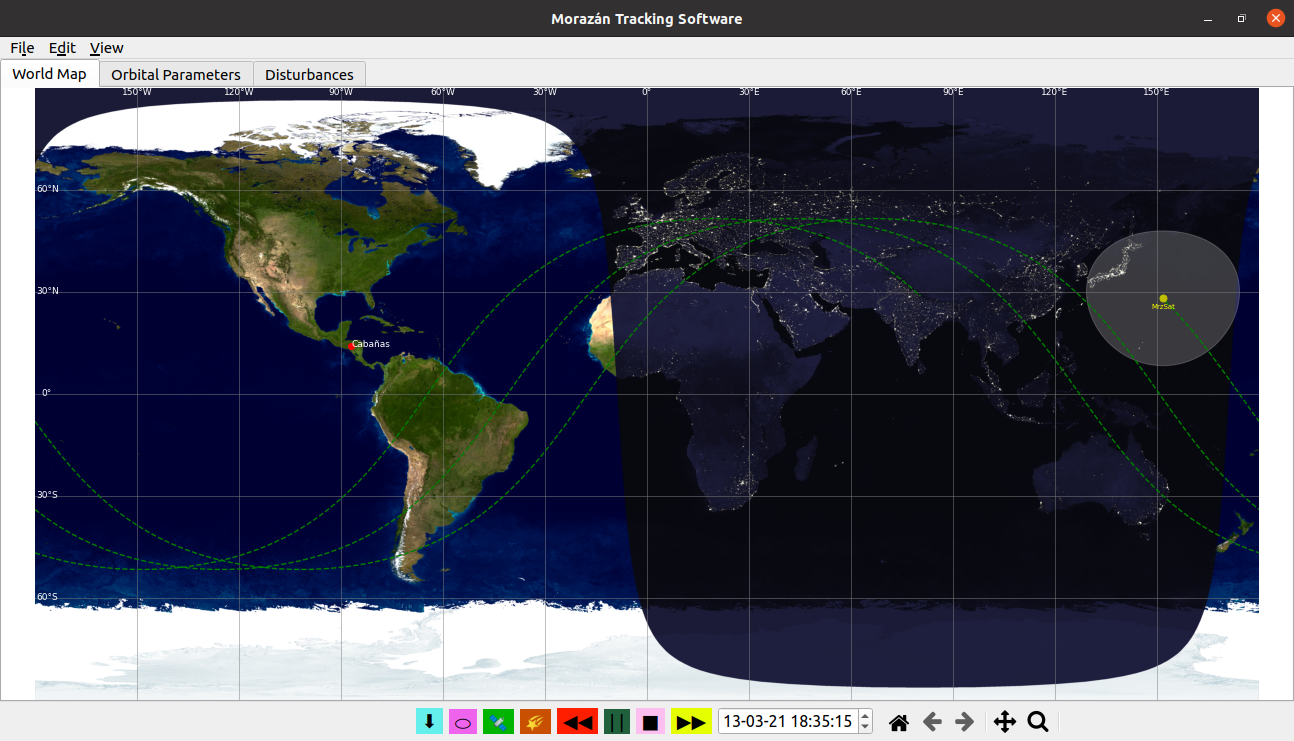 Morazán Tracking Software
File Edit View
World Map Orbital Parameters Disturbances
150°W 120°W 90°W 60°W 30°W 0° 30°E 60°E 90°E 120°E 150°E
60°N
30°N
MrzSat
Cabañas
0°
30°S
60°S
13-03-21 18:35:15